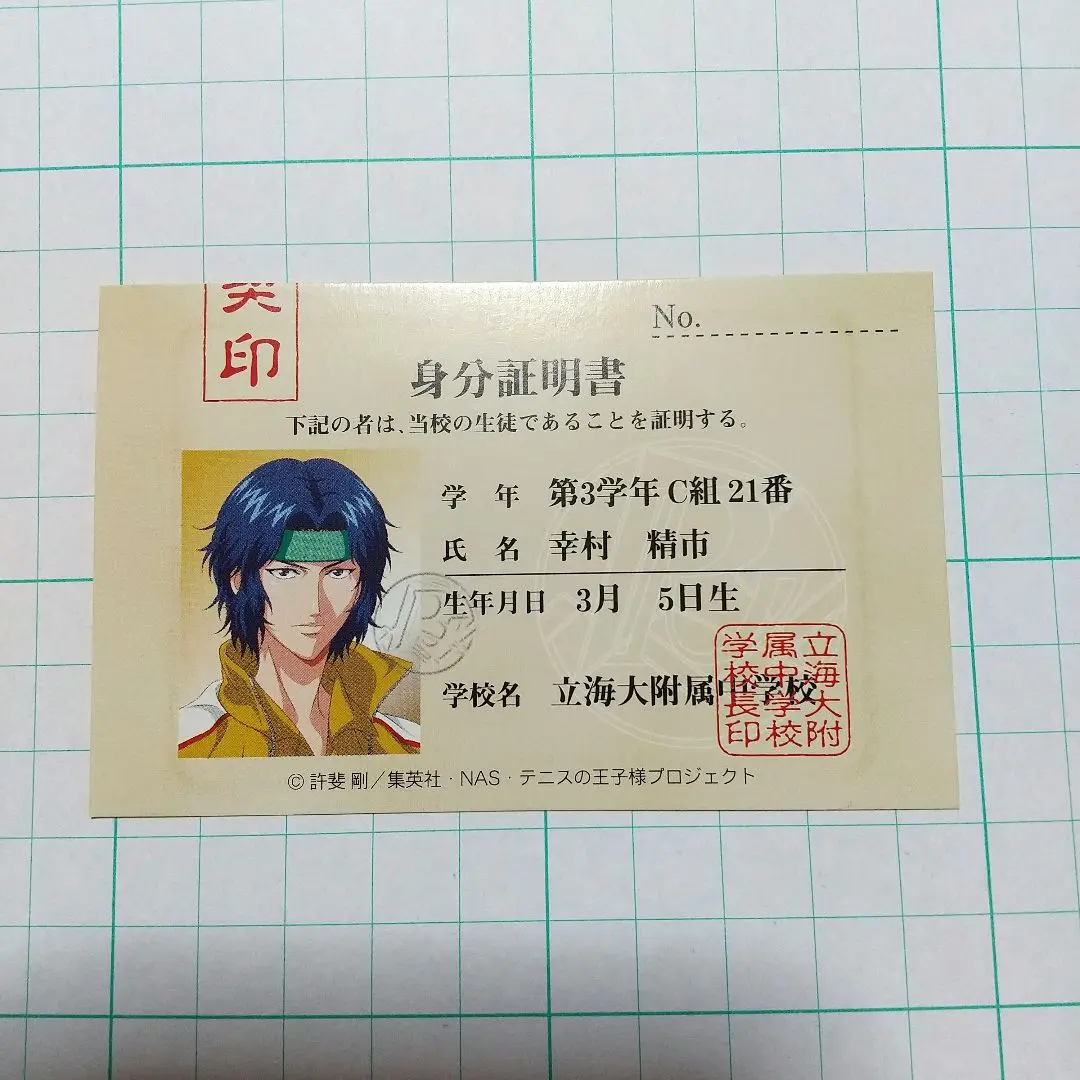 契印
No.
身分証明書
下記の者は、当校の生徒であることを証明する。
学 年 第3学年 C組 21番
氏 名 幸村 精市
生年月日 3月 5日生
学校名 立海大附属中学校
立海大附
属中学校
学校長印
© 許斐 剛/集英社・NAS・テニスの王子様プロジェクト